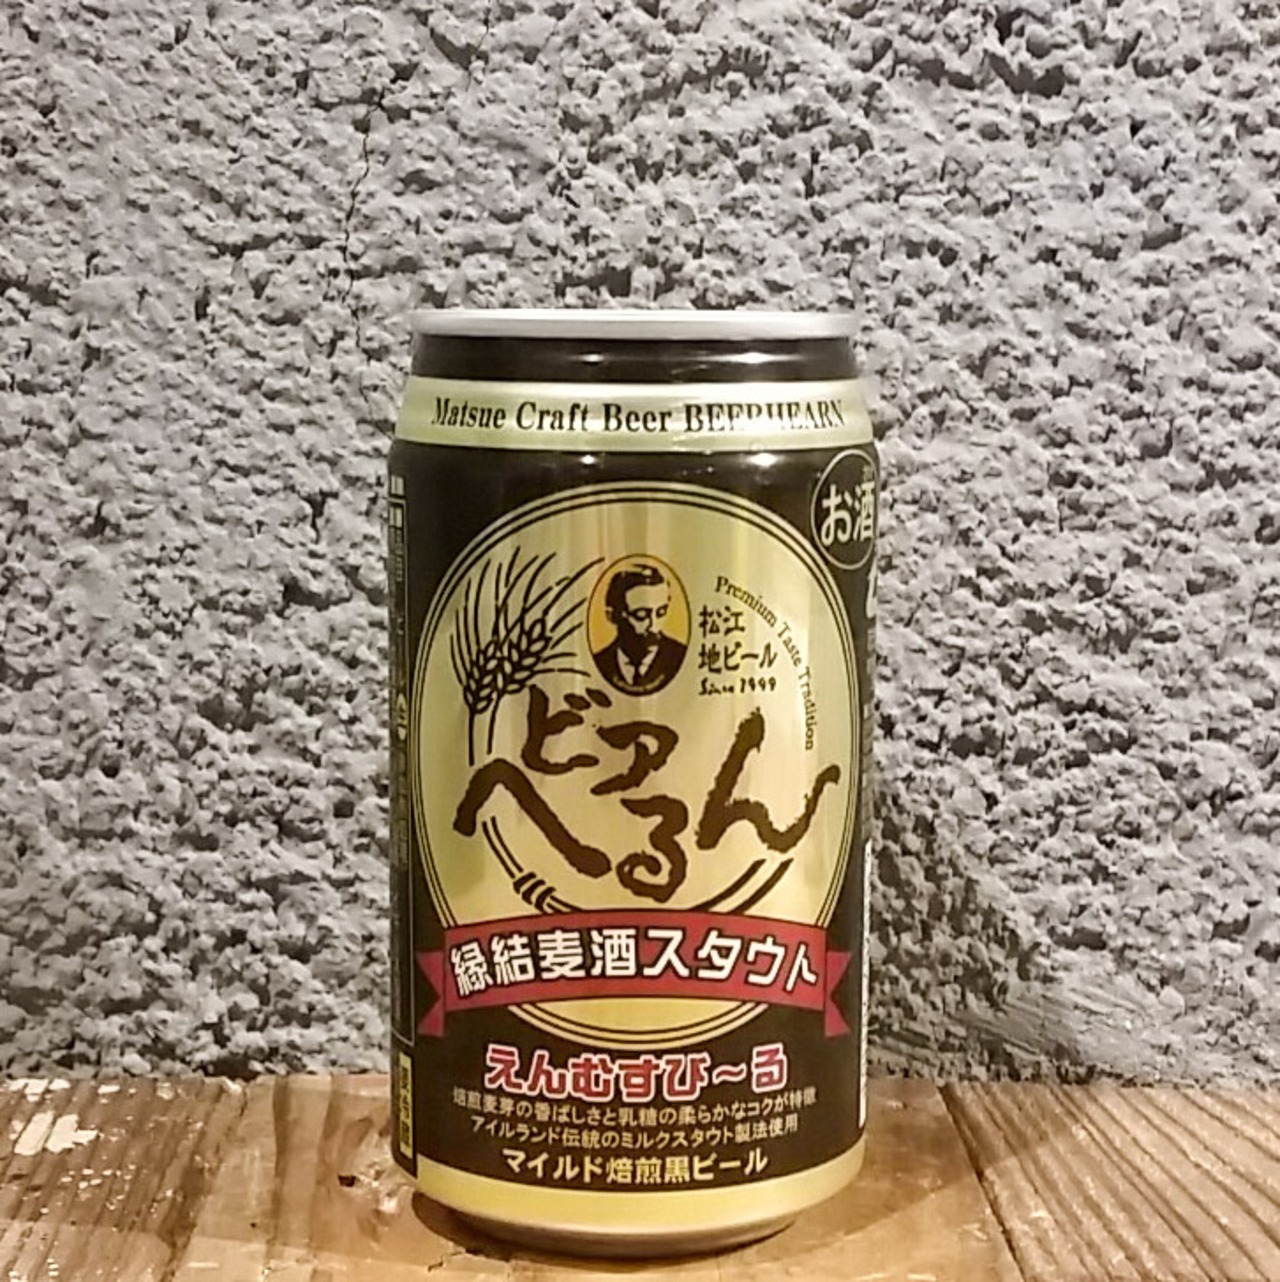 Matsue Craft Beer BEER HEARN
お酒
Premium Taste Tradition
松江
地ビール
Since 1999
ビアへるん
縁結麦酒スタウト
えんむすび〜る
焙煎麦芽の香ばしさと乳糖の柔らかなコクが特徴
アイルランド伝統のミルクスタウト製法使用
マイルド焙煎黒ビール